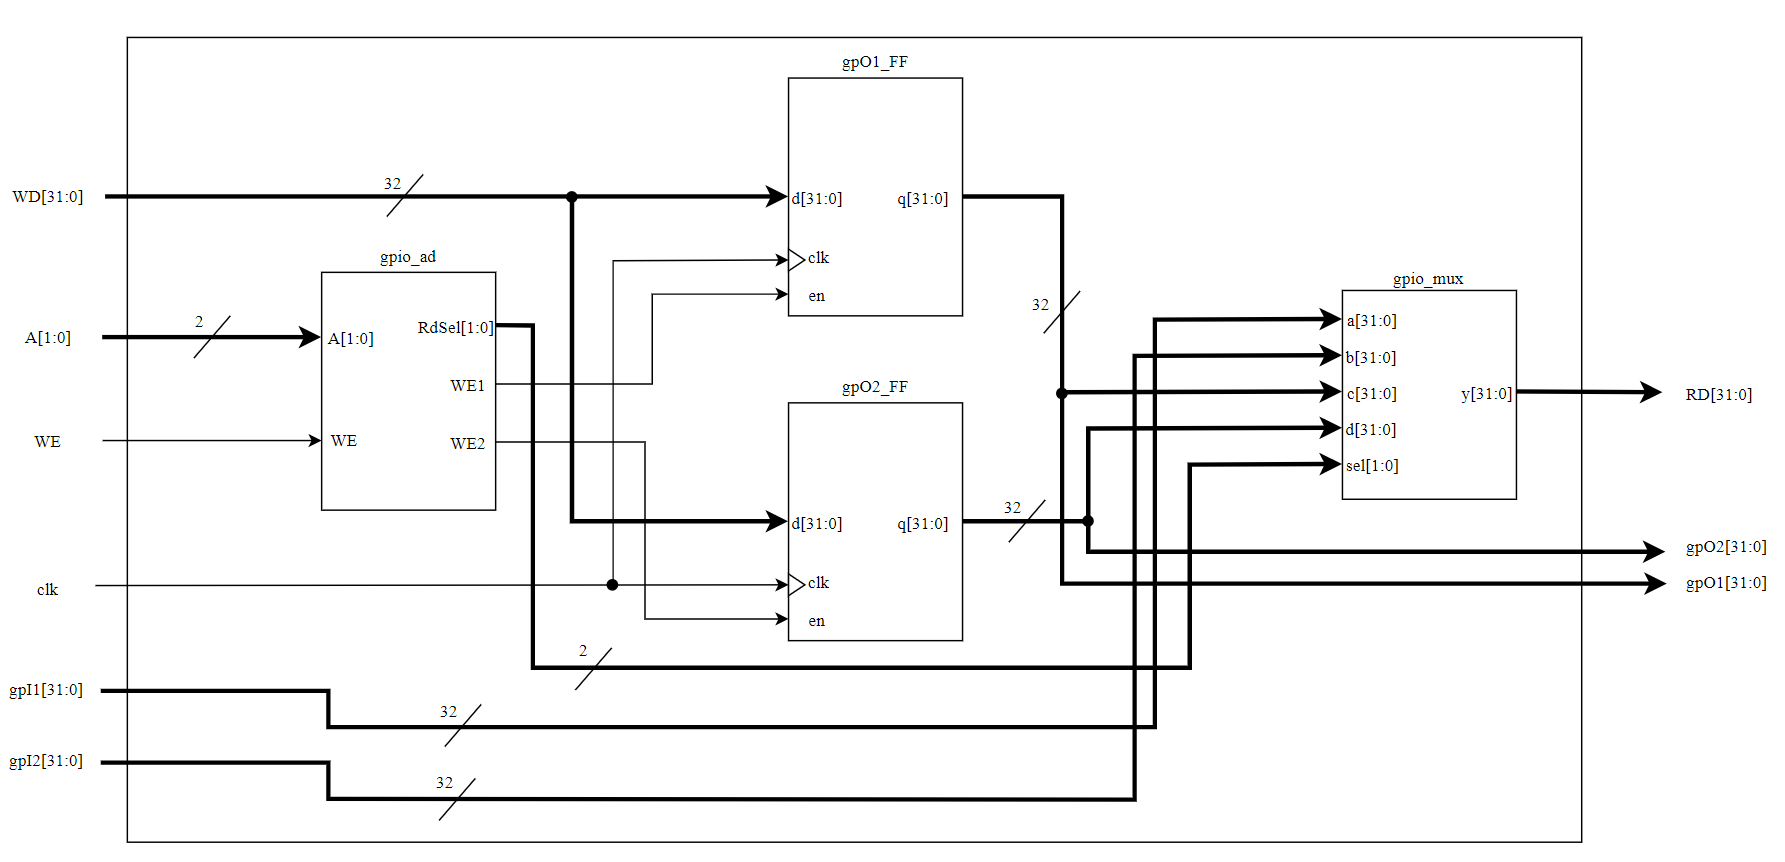 gpO1_FF
32
WD[31:0]
d[31:0]
q[31:0]
gpio_ad
clk
gpio_mux
en
32
2
a[31:0]
RdSel[1:0]
A[1:0]
A[1:0]
b[31:0]
WE1
gpO2_FF
c[31:0]
y[31:0]
RD[31:0]
d[31:0]
WE
WE
WE2
sel[1:0]
32
d[31:0]
q[31:0]
gpO2[31:0]
clk
clk
gpO1[31:0]
en
2
gpI1[31:0]
32
gpI2[31:0]
32